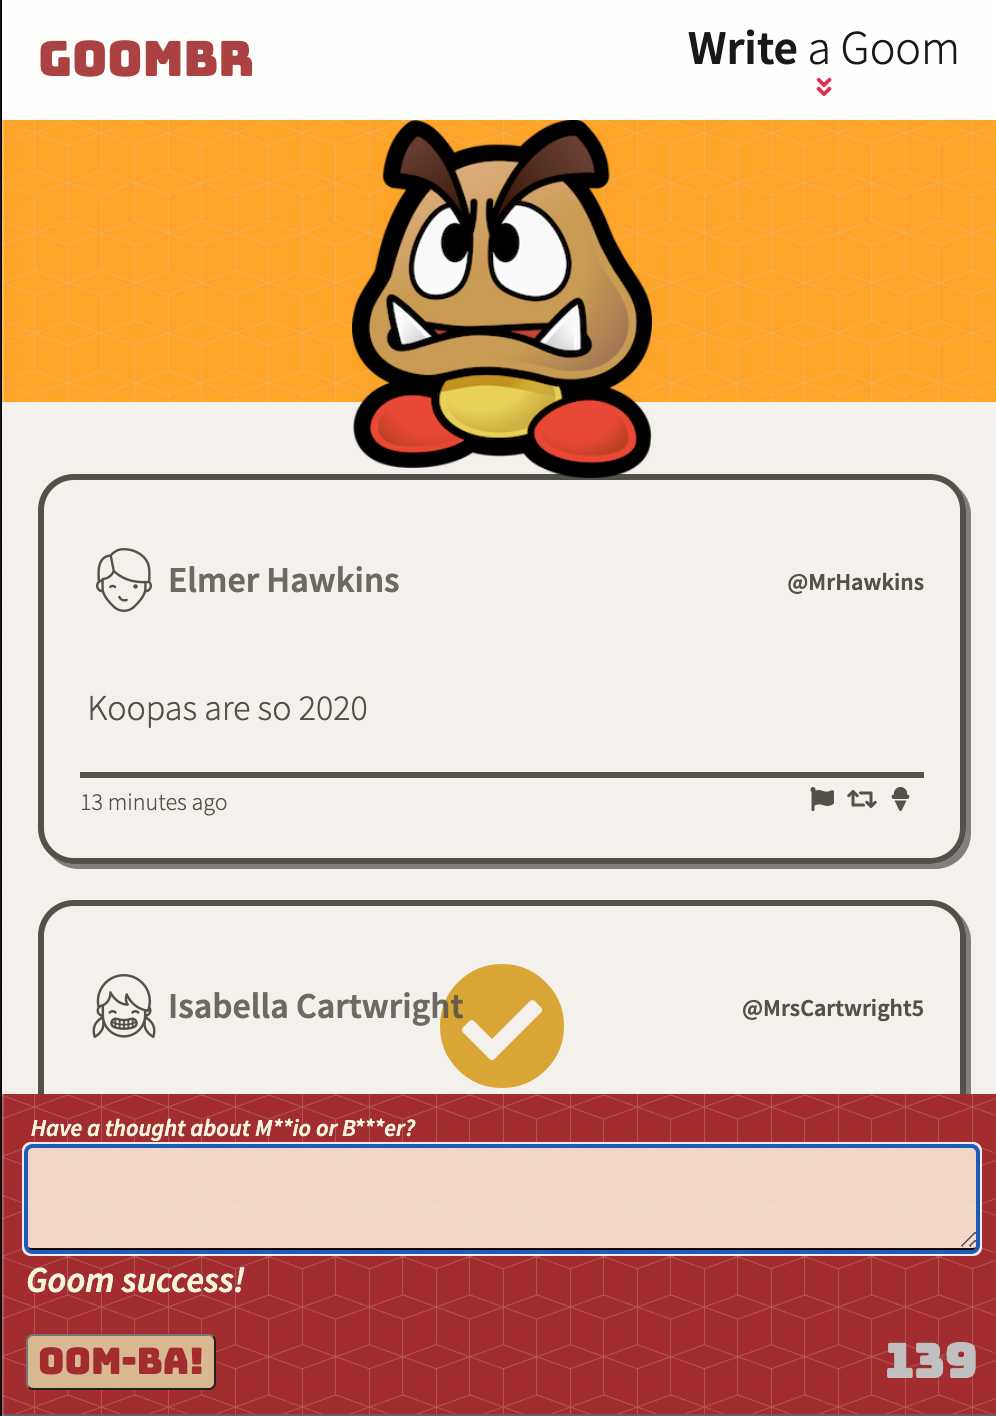 GOOMBR
Write a Goom
Elmer Hawkins
@MrHawkins
Koopas are so 2020
13 minutes ago
Isabella Cartwright
@MrsCartwright5
Have a thought about M**io or B***er?
Goom success!
OOM-BA!
139